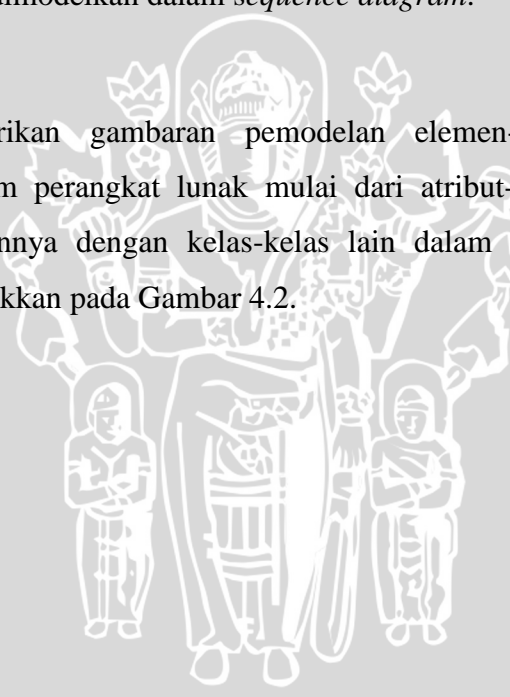 dimodelkan dalam sequence diagram.
rikan gambaran pemodelan elemen-
m perangkat lunak mulai dari atribut-
nnya dengan kelas-kelas lain dalam
kkan pada Gambar 4.2.